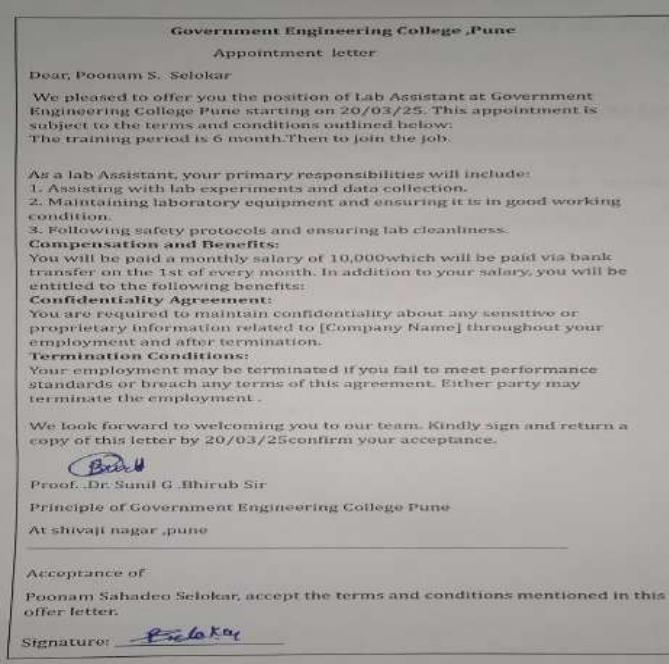 Government Engineering College ,Pune
Appointment letter
Dear, Poonam S. Selokar
We pleased to offer you the position of Lab Assistant at Government
Engineering College Pune starting on 20/03/25. This appointment is
subject to the terms and conditions outlined below:
The training period is 6 month.Then to join the job.
As a lab Assistant, your primary responsibilities will include:
1. Assisting with lab experiments and data collection.
2. Maintaining laboratory equipment and ensuring it is in good working
condition.
3. Following safety protocols and ensuring lab cleanliness.
Compensation and Benefits:
You will be paid a monthly salary of 10,000which will be paid via bank
transfer on the 1st of every month. In addition to your salary, you will be
entitled to the following benefits:
Confidentiality Agreement:
You are required to maintain confidentiality about any sensitive or
proprietary information related to [Company Name] throughout your
employment and after termination.
Termination Conditions:
Your employment may be terminated if you fail to meet performance
standards or breach any terms of this agreement. Either party may
terminate the employment .
We look forward to welcoming you to our team. Kindly sign and return a
copy of this letter by 20/03/25confirm your acceptance.
Proof. .Dr. Sunil G .Bhirub Sir
Principle of Government Engineering College Pune
At shivaji nagar ,pune
Acceptance of
Poonam Sahadeo Selokar, accept the terms and conditions mentioned in this
offer letter.
Signature: